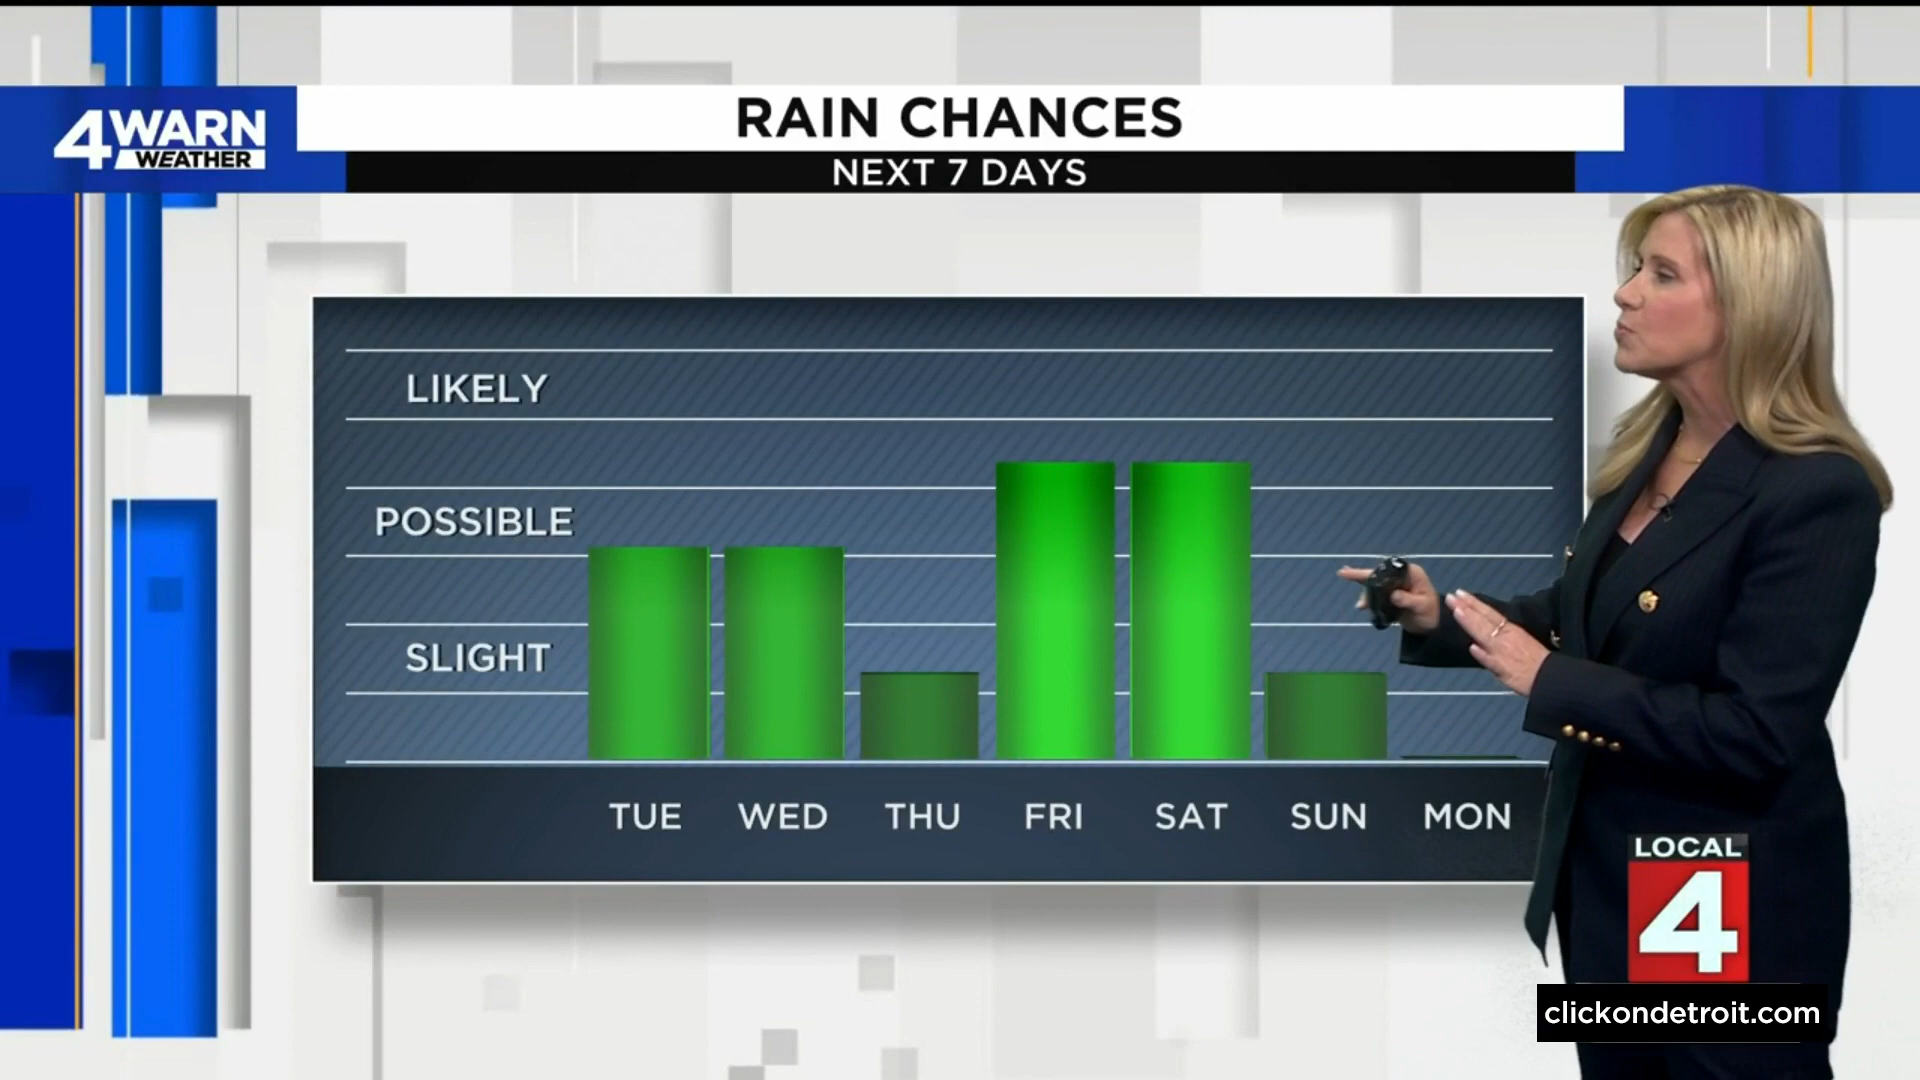 RAIN CHANCES
4WARN
WEATHER
NEXT 7 DAYS
LIKELY
POSSIBLE
SLIGHT
TUE WED THU FRI SAT SUN MON
LOCAL
4
clickondetroit.com